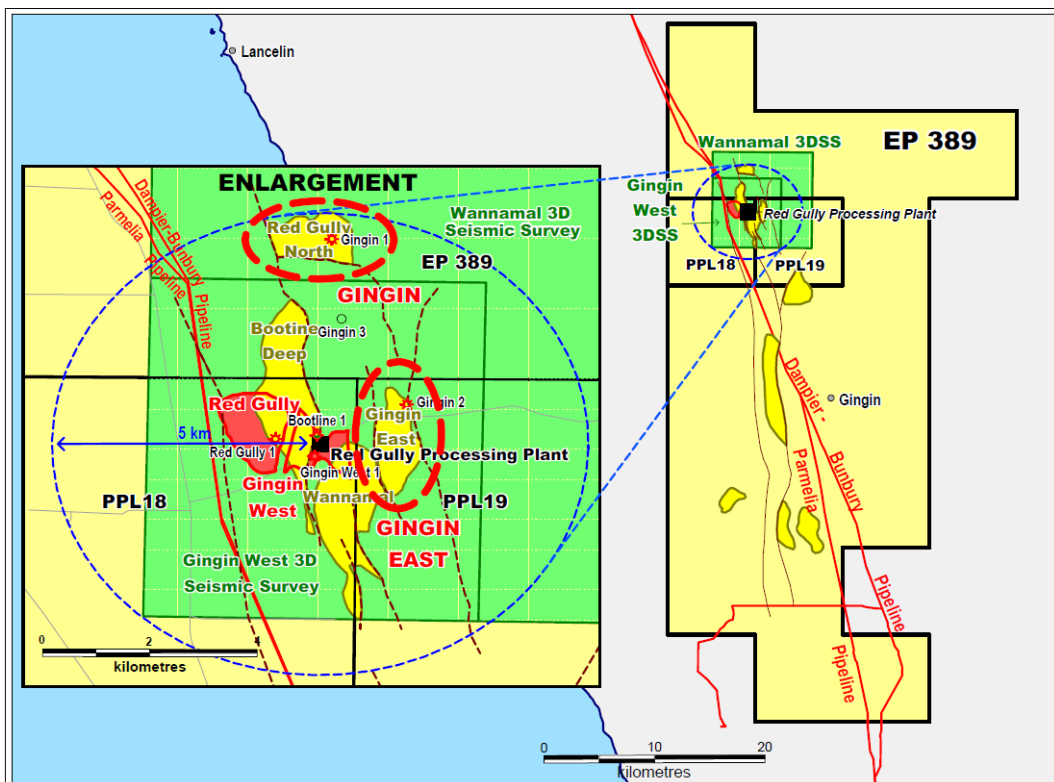 Lancelin
ENLARGEMENT
Dampier-Bunbury
Pipeline
Parmelia
Pipeline
Wannamal 3D
Seismic Survey
Red Gully
North
Gingin 1
EP 389
GINGIN
Gingin 3
Bootine
Deep
Red Gully
Bootline 1
Gingin 2
Gingin
East
5 km
Red Gully 1
Red Gully Processing Plant
Gingin West 1
Gingin
West
Wannamal
PPL18
PPL19
GINGIN
EAST
Gingin West 3D
Seismic Survey
0 2 4
kilometres
Wannamal 3DSS
EP 389
Gingin
West
3DSS
Red Gully Processing Plant
PPL18
PPL19
Gingin
Dampier -
Bunbury
Pipeline
Parmelia
Pipeline
0 10 20
kilometres